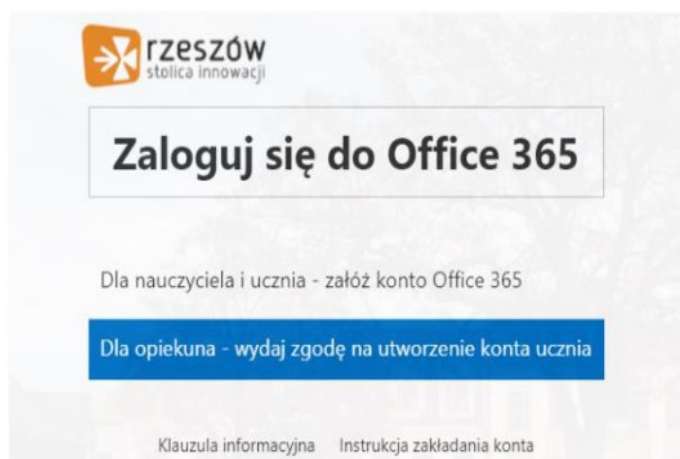 rzeszów
stolica innowacji
Zaloguj się do Office 365
Dla nauczyciela i ucznia - załóż konto Office 365
Dla opiekuna - wydaj zgodę na utworzenie konta ucznia
Klauzula informacyjna Instrukcja zakładania konta